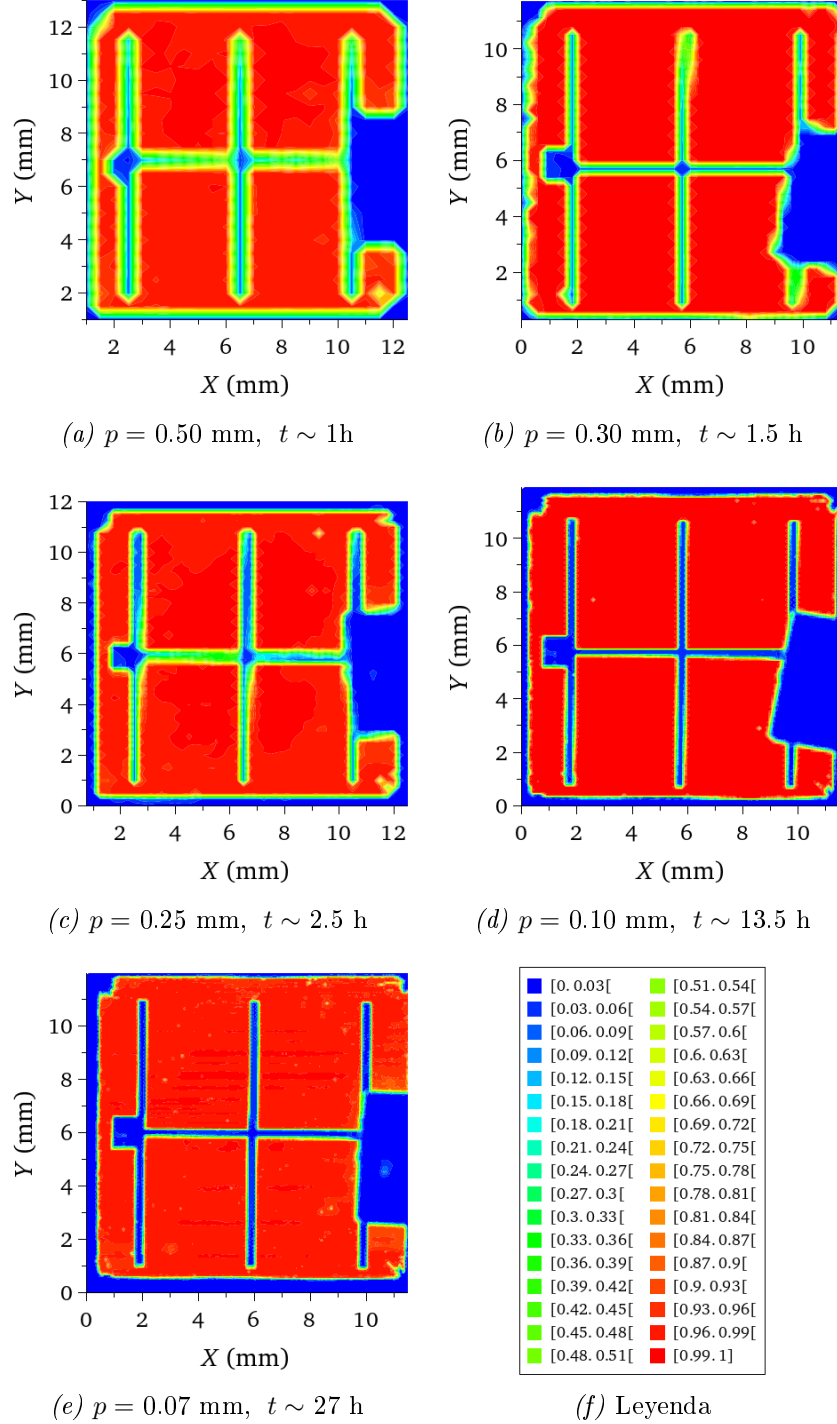 12
10
8
6
4
2
Y (mm)
2 4 6 8 10 12
X (mm)
(a) p = 0.50 mm, t ∼ 1h
10
8
6
4
2
Y (mm)
0 2 4 6 8 10
X (mm)
(b) p = 0.30 mm, t ∼ 1.5 h
12
10
8
6
4
2
0
Y (mm)
2 4 6 8 10 12
X (mm)
(c) p = 0.25 mm, t ∼ 2.5 h
10
8
6
4
2
0
Y (mm)
0 2 4 6 8 10
X (mm)
(d) p = 0.10 mm, t ∼ 13.5 h
10
8
6
4
2
0
Y (mm)
0 2 4 6 8 10
X (mm)
(e) p = 0.07 mm, t ∼ 27 h
[0. 0.03[ [0.51. 0.54[
[0.03. 0.06[ [0.54. 0.57[
[0.06. 0.09[ [0.57. 0.6[
[0.09. 0.12[ [0.6. 0.63[
[0.12. 0.15[ [0.63. 0.66[
[0.15. 0.18[ [0.66. 0.69[
[0.18. 0.21[ [0.69. 0.72[
[0.21. 0.24[ [0.72. 0.75[
[0.24. 0.27[ [0.75. 0.78[
[0.27. 0.3[ [0.78. 0.81[
[0.3. 0.33[ [0.81. 0.84[
[0.33. 0.36[ [0.84. 0.87[
[0.36. 0.39[ [0.87. 0.9[
[0.39. 0.42[ [0.9. 0.93[
[0.42. 0.45[ [0.93. 0.96[
[0.45. 0.48[ [0.96. 0.99[
[0.48. 0.51[ [0.99. 1]
(f) Leyenda